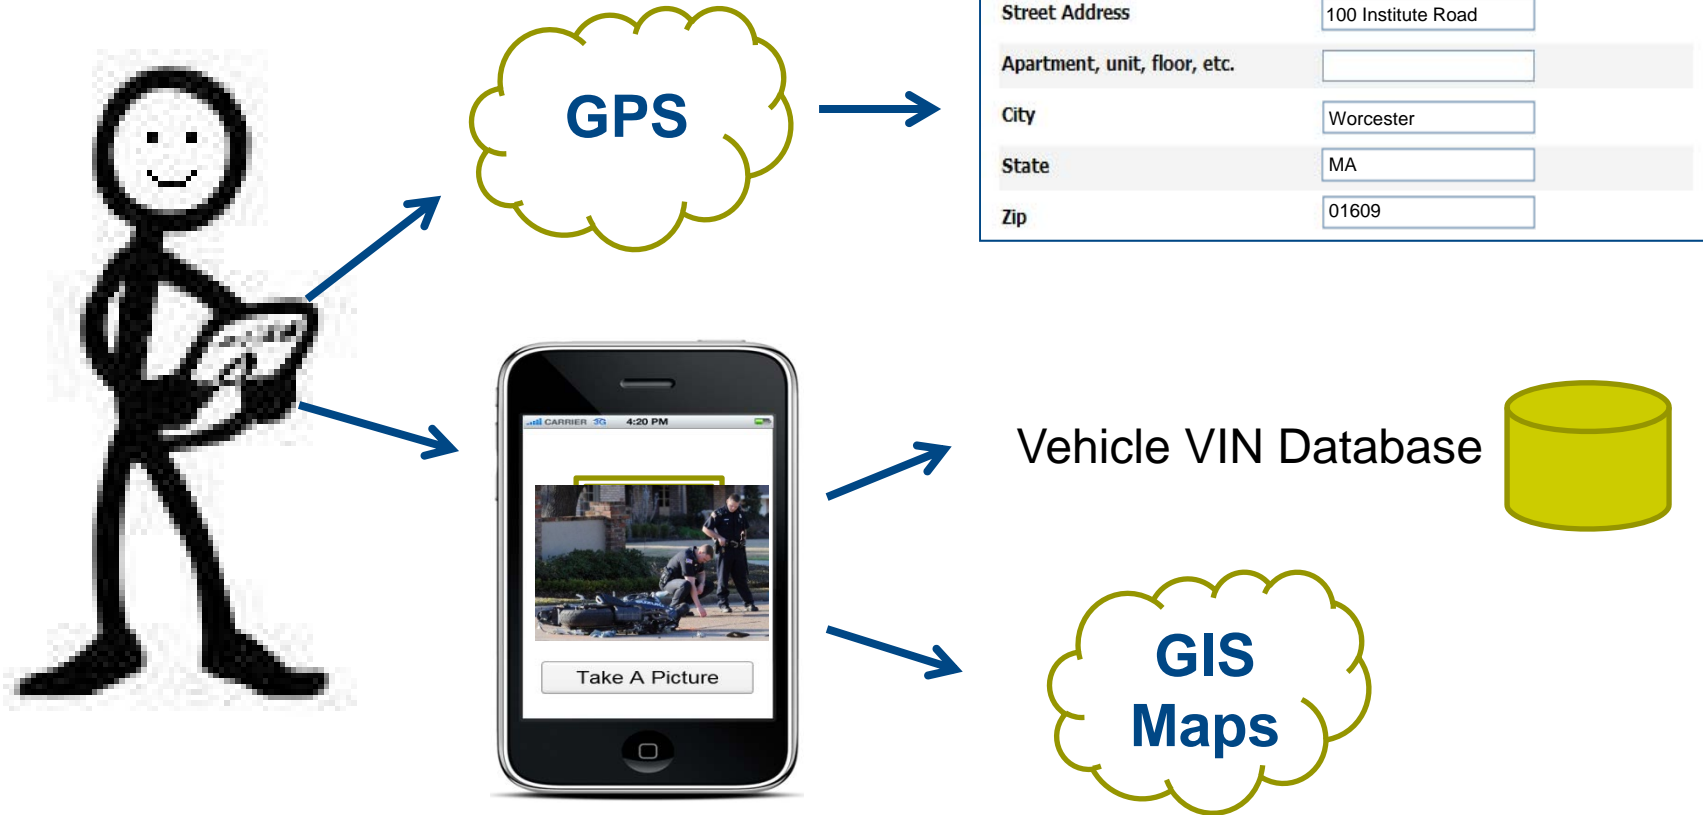 Street Address
100 Institute Road
Apartment, unit, floor, etc.
City
Worcester
State
MA
Zip
01609
GPS
CARRIER 3G 4:20 PM
Take A Picture
Vehicle VIN Database
GIS
Maps